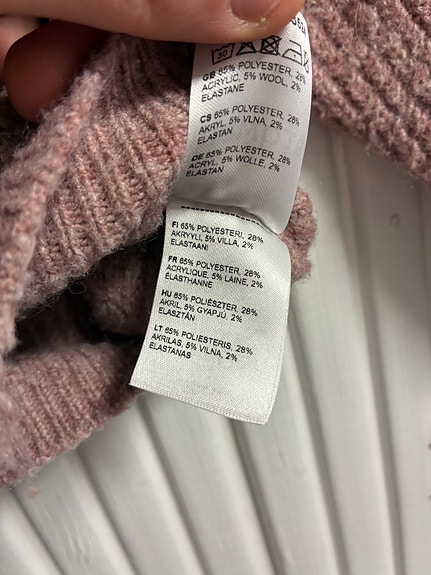 GB 65% POLYESTER, 28%
ACRYLIC, 5% WOOL, 2%
ELASTANE
CS 65% POLYESTER, 28%
AKRYL, 5% VLNA, 2%
ELASTAN
DE 65% POLYESTER, 28%
ACRYL, 5% WOLLE, 2%
ELASTAN
FI 65% POLYESTERI, 28%
AKRYYLI, 5% VILLA, 2%
ELASTAANI
FR 65% POLYESTER, 28%
ACRYLIQUE, 5% LAINE, 2%
ÉLASTHANNE
HU 65% POLIÉSZTER, 28%
AKRIL, 5% GYAPJÚ, 2%
ELASZTÁN
LT 65% POLIESTERIS, 28%
AKRILAS, 5% VILNA, 2%
ELASTANAS